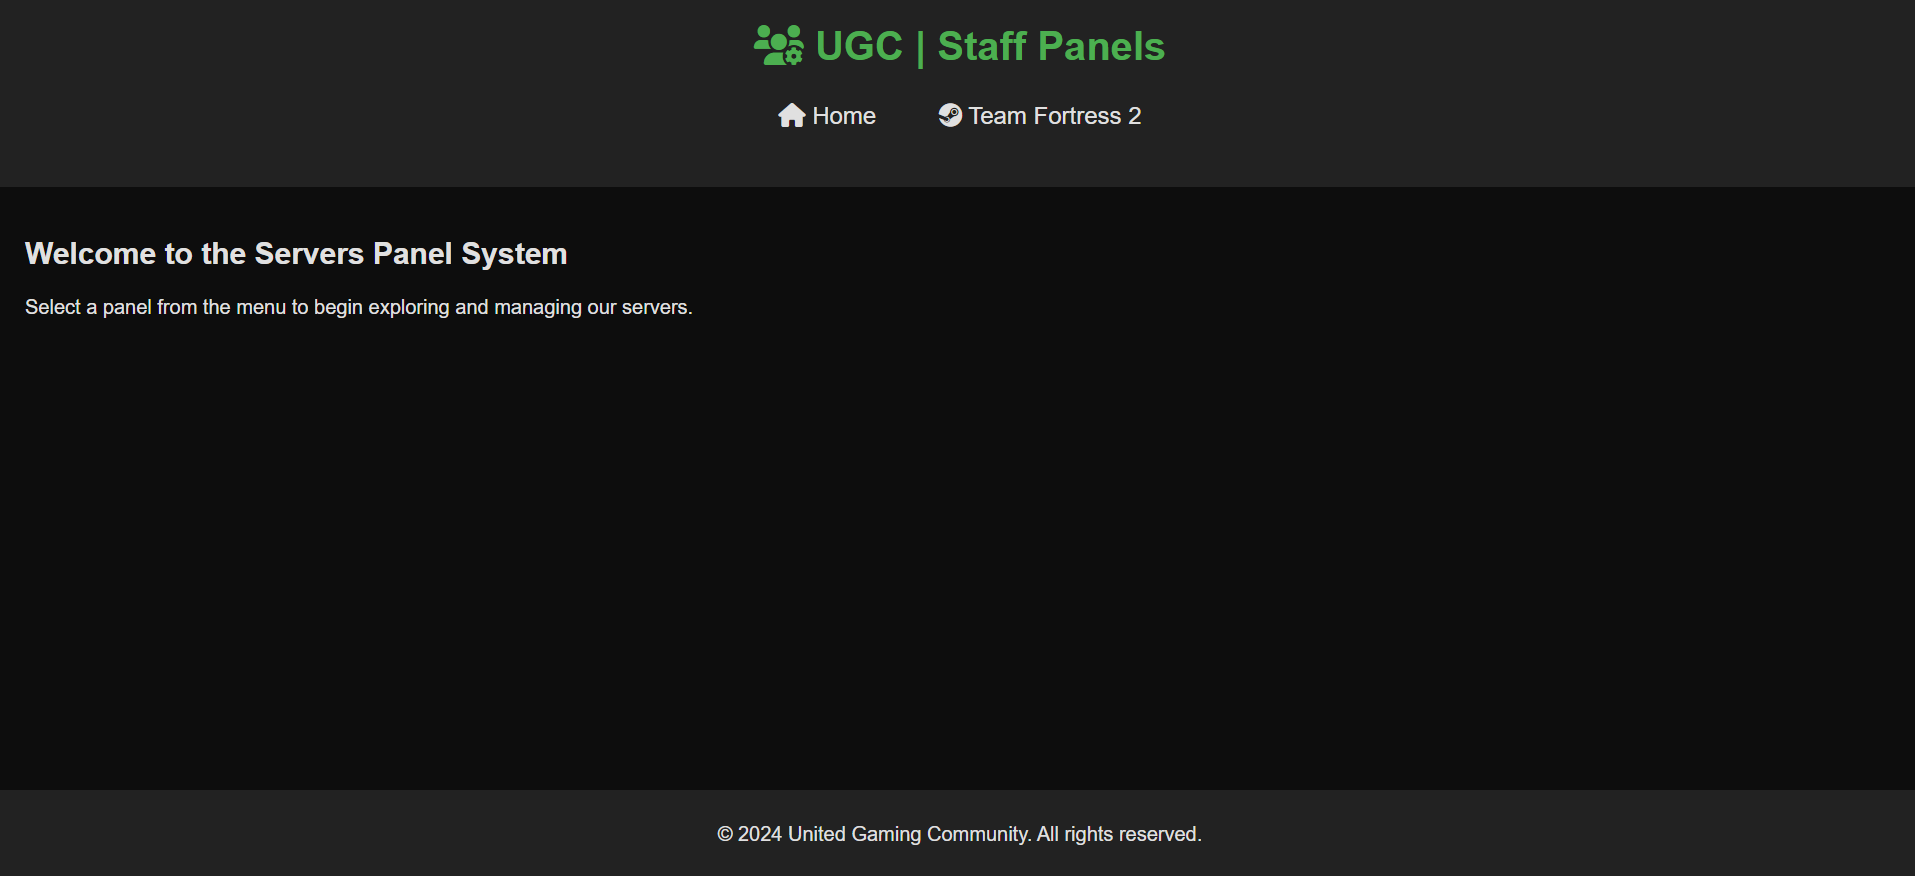 UGC | Staff Panels
Home
Team Fortress 2
Welcome to the Servers Panel System
Select a panel from the menu to begin exploring and managing our servers.
© 2024 United Gaming Community. All rights reserved.